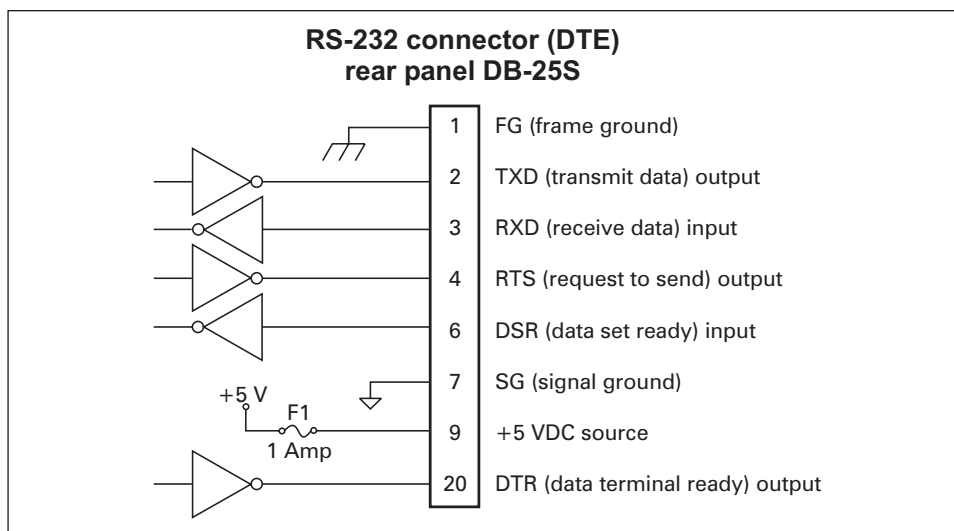 RS-232 connector (DTE)
rear panel DB-25S
1 FG (frame ground)
2 TXD (transmit data) output
3 RXD (receive data) input
4 RTS (request to send) output
6 DSR (data set ready) input
7 SG (signal ground)
+5 V
F1
1 Amp
9 +5 VDC source
20 DTR (data terminal ready) output